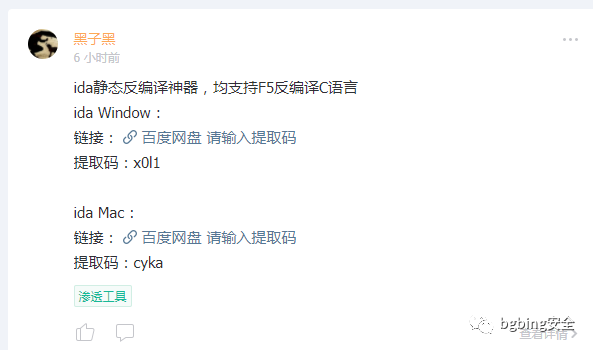 黑子黑
6 小时前
ida静态反编译神器，均支持F5反编译C语言
ida Window：
链接： 百度网盘 请输入提取码
提取码：x0l1
ida Mac：
链接： 百度网盘 请输入提取码
提取码：cyka
渗透工具
bgbing安全
查看详情